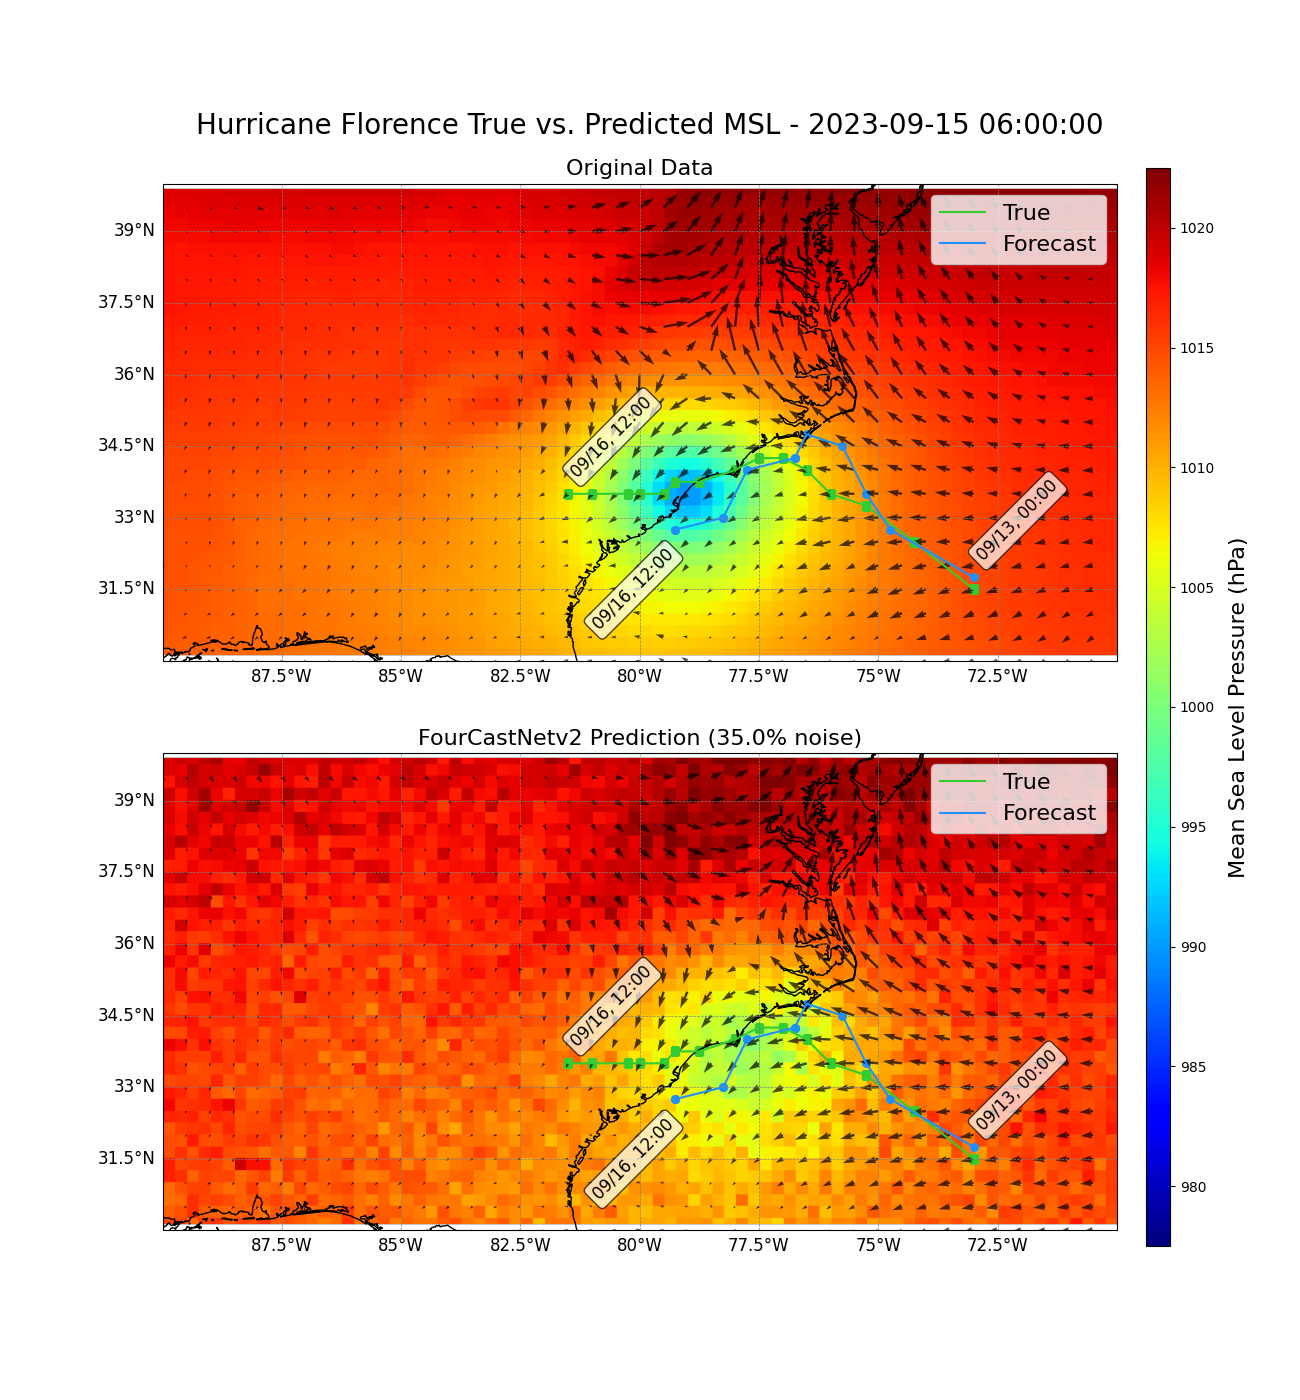 Hurricane Florence True vs. Predicted MSL - 2023-09-15 06:00:00
Original Data
True
Forecast
39°N
37.5°N
36°N
34.5°N
33°N
31.5°N
09/16, 12:00
09/13, 00:00
09/16, 12:00
87.5°W
85°W
82.5°W
80°W
77.5°W
75°W
72.5°W
FourCastNetv2 Prediction (35.0% noise)
True
Forecast
39°N
37.5°N
36°N
34.5°N
33°N
31.5°N
09/16, 12:00
09/13, 00:00
09/16, 12:00
87.5°W
85°W
82.5°W
80°W
77.5°W
75°W
72.5°W
1020
1015
1010
1005
1000
995
990
985
980
Mean Sea Level Pressure (hPa)